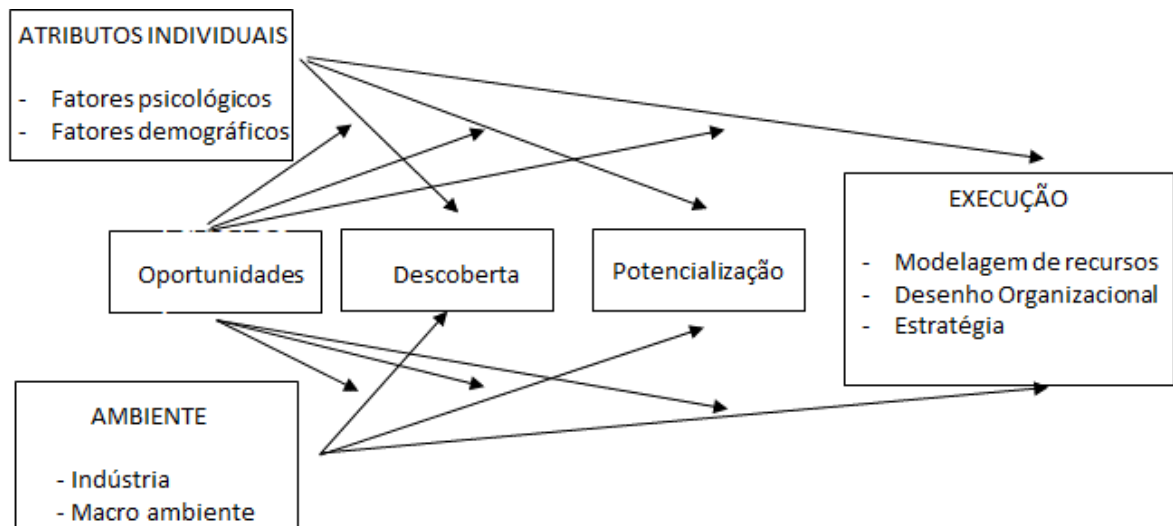 ATRIBUTOS INDIVIDUAIS
- Fatores psicológicos
- Fatores demográficos
Oportunidades
Descoberta
Potencialização
EXECUÇÃO
- Modelagem de recursos
- Desenho Organizacional
- Estratégia
AMBIENTE
- Indústria
- Macro ambiente